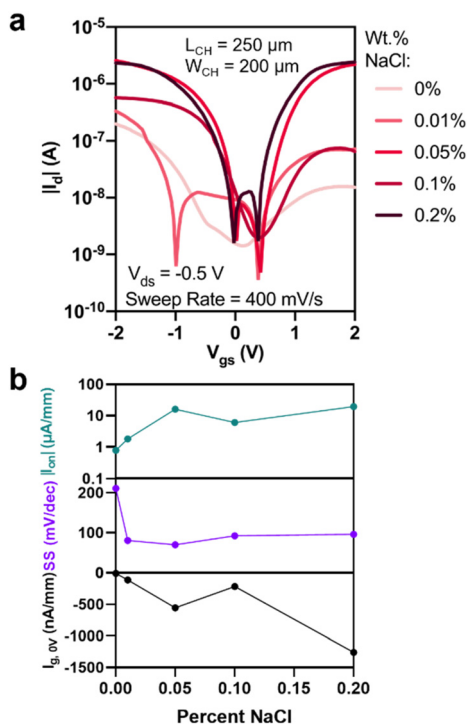 a
10⁻⁵
10⁻⁶
10⁻⁷
10⁻⁸
10⁻⁹
10⁻¹⁰
|I_d| (A)
L_CH = 250 µm
W_CH = 200 µm
V_ds = -0.5 V
Sweep Rate = 400 mV/s
-2 -1 0 1 2
V_gs (V)
Wt.%
NaCl:
0%
0.01%
0.05%
0.1%
0.2%
b
|I_on| (µA/mm)
100
10
1
0.1
SS (mV/dec)
200
100
0
I_g, 0V (nA/mm)
-500
-1000
-1500
0.00 0.05 0.10 0.15 0.20
Percent NaCl